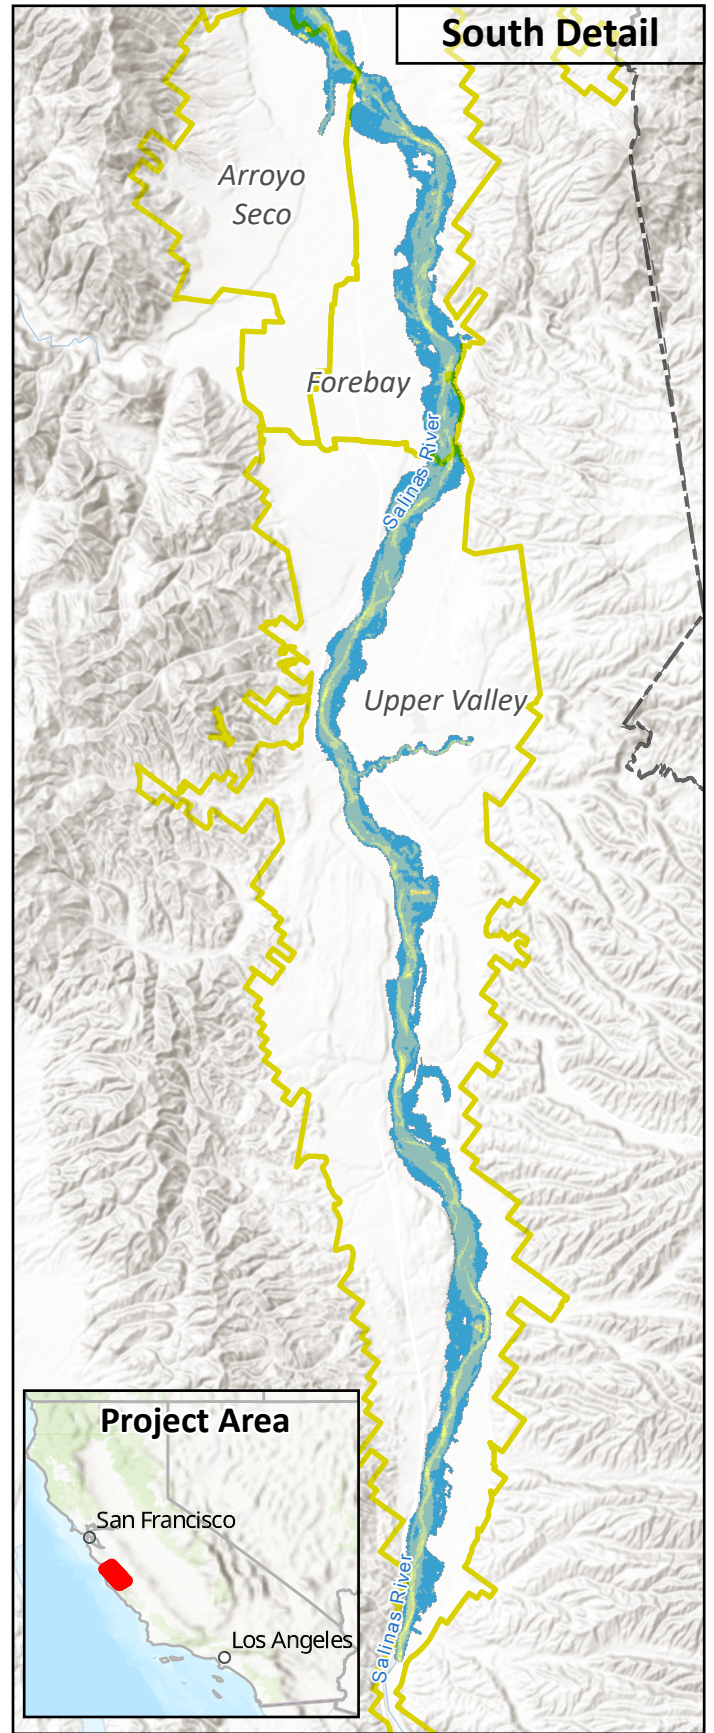 South Detail
Arroyo
Seco
Forebay
Salinas River
Upper Valley
Project Area
San Francisco
Los Angeles
Salinas River